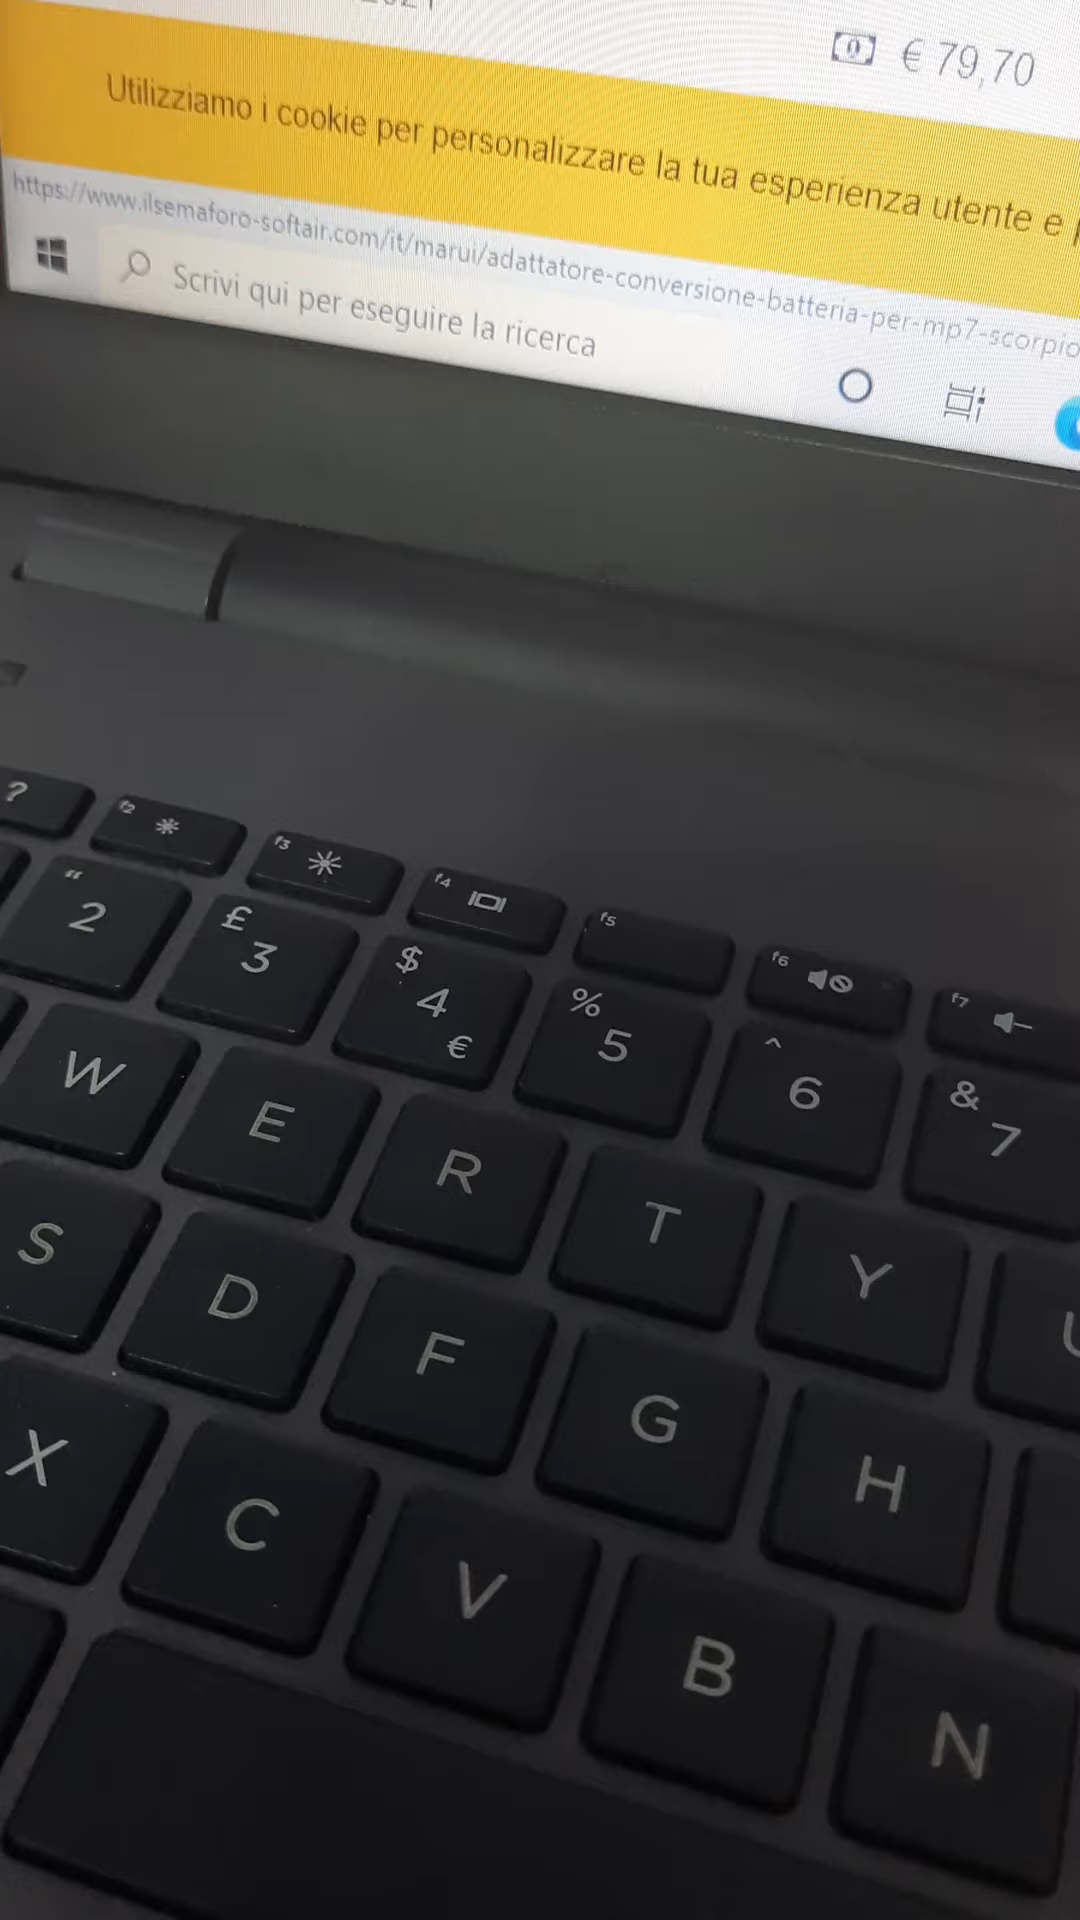 € 79,70
Utilizziamo i cookie per personalizzare la tua esperienza utente e
https://www.ilsemaforo-softair.com/it/marui/adattatore-conversione-batteria-per-mp7-scorpio
Scrivi qui per eseguire la ricerca
?
f2
f3
f4
f5
f6
f7
“ 2
£ 3
$ 4 €
% 5
^ 6
& 7
W E R T Y U
S D F G H
X C V B N